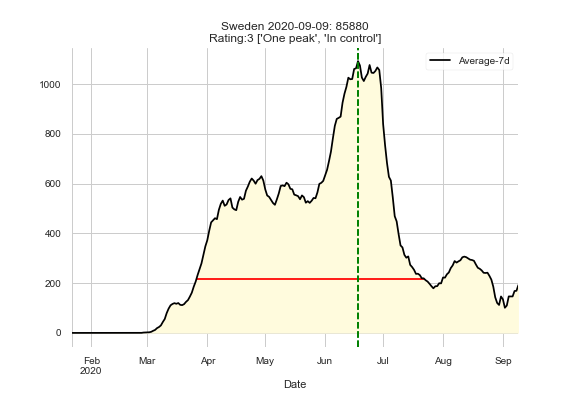 Sweden 2020-09-09: 85880
Rating:3 ['One peak', 'In control']
Average-7d
1000
800
600
400
200
0
Feb Mar Apr May Jun Jul Aug Sep
2020
Date